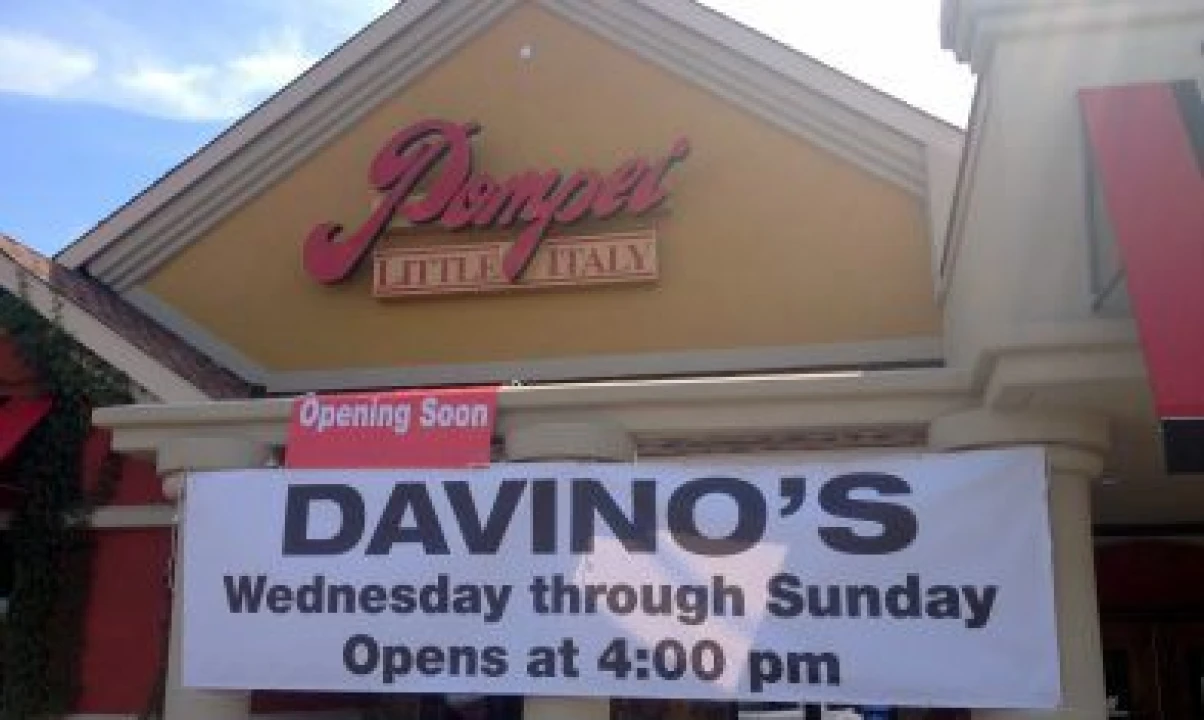 Pompei
LITTLE ITALY
Opening Soon
DAVINO'S
Wednesday through Sunday
Opens at 4:00 pm